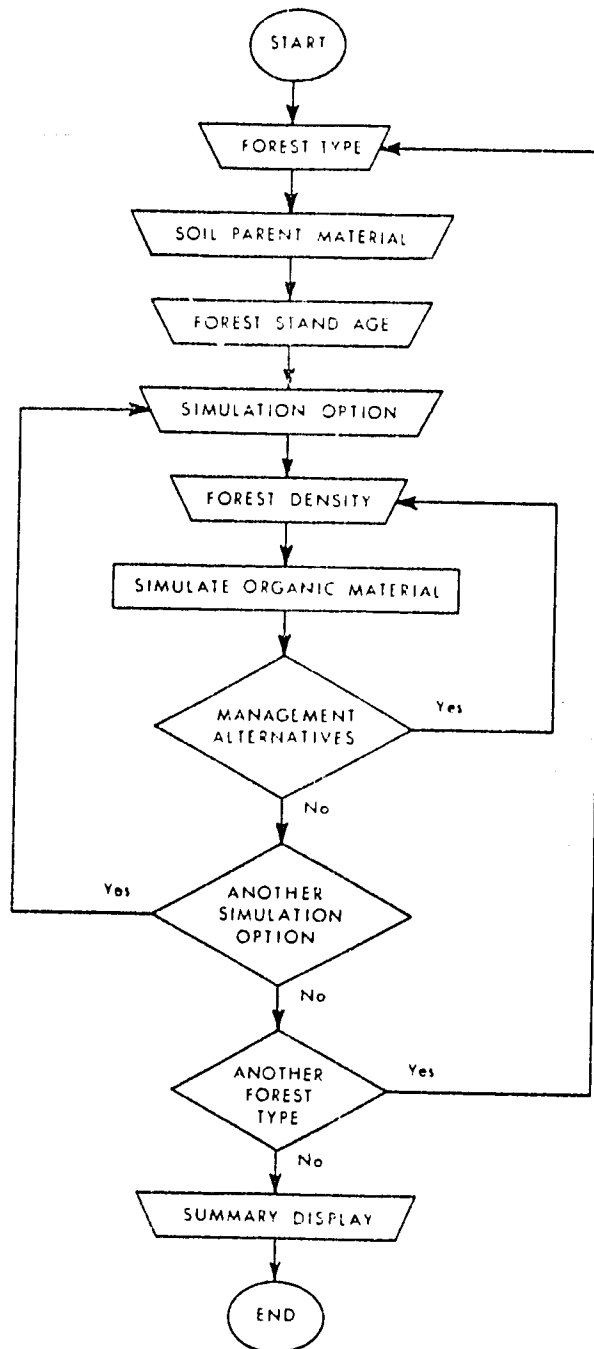 START
FOREST TYPE
SOIL PARENT MATERIAL
FOREST STAND AGE
SIMULATION OPTION
FOREST DENSITY
SIMULATE ORGANIC MATERIAL
MANAGEMENT
ALTERNATIVES
Yes
No
ANOTHER
SIMULATION
OPTION
Yes
No
ANOTHER
FOREST
TYPE
Yes
No
SUMMARY DISPLAY
END